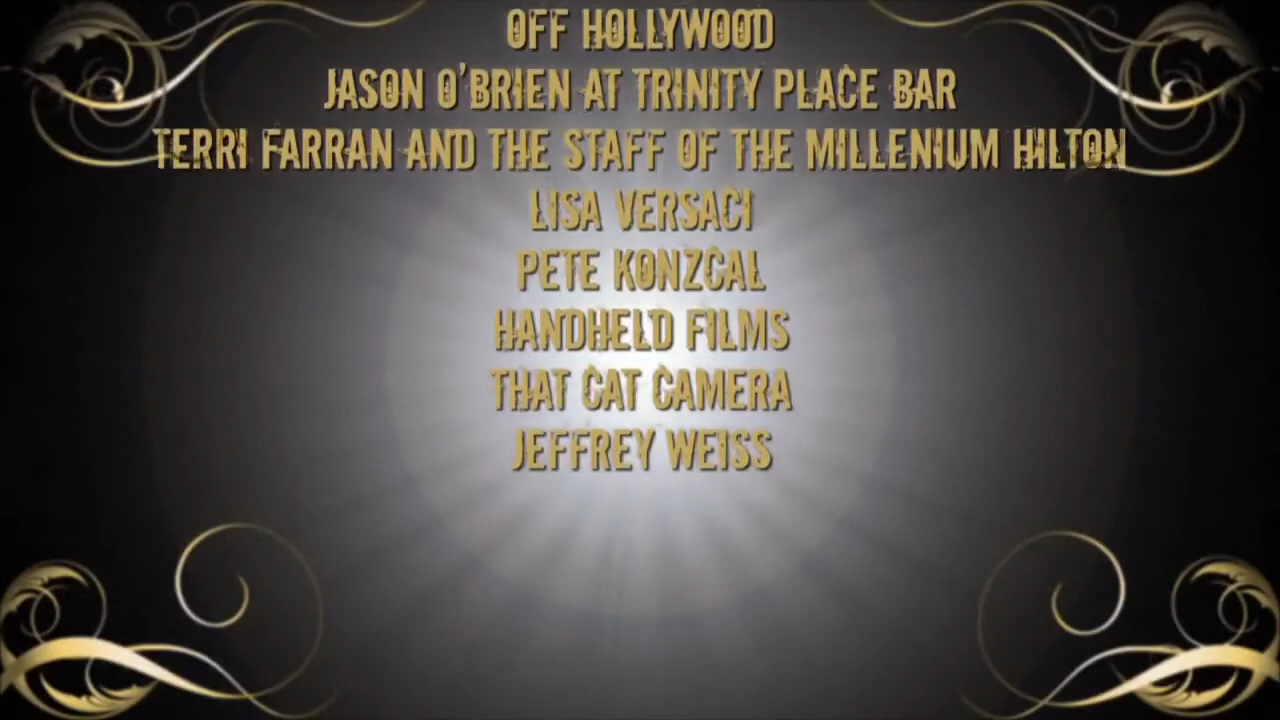 OFF HOLLYWOOD
JASON O'BRIEN AT TRINITY PLACE BAR
TERRI FARRAN AND THE STAFF OF THE MILLENIUM HILTON
LISA VERSACI
PETE KONZCAL
HANDHELD FILMS
THAT CAT CAMERA
JEFFREY WEISS